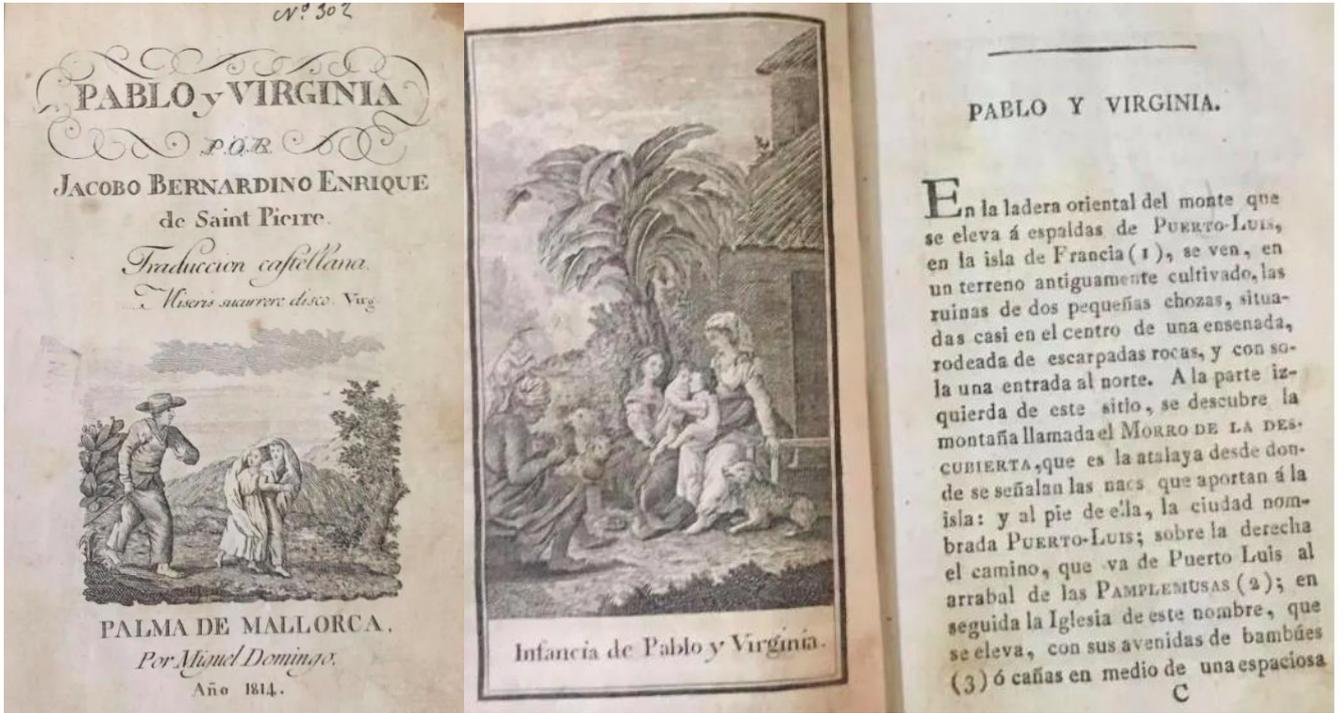 Nº 302
PABLO y VIRGINIA
POR
JACOBO BERNARDINO ENRIQUE
de Saint Pierre.
Traduccion castellana.
Miseris sucurrere disco. Virg
PALMA DE MALLORCA.
Por Miguel Domingo.
Año 1814.
Infancia de Pablo y Virginia.
PABLO Y VIRGINIA.
En la ladera oriental del monte que
se eleva á espaldas de PUERTO-LUIS,
en la isla de Francia (1), se ven, en
un terreno antiguamente cultivado, las
ruinas de dos pequeñas chozas, situa-
das casi en el centro de una ensenada,
rodeada de escarpadas rocas, y con so-
la una entrada al norte. A la parte iz-
quierda de este sitio, se descubre la
montaña llamada el MORRO DE LA DES-
CUBIERTA, que es la atalaya desde don-
de se señalan las naos que aportan á la
isla: y al pie de ella, la ciudad nom-
brada PUERTO-LUIS; sobre la derecha
el camino, que va de Puerto Luis al
arrabal de las PAMPLEMUSAS (2); en
seguida la Iglesia de este nombre, que
se eleva, con sus avenidas de bambúes
(3) ó cañas en medio de una espaciosa
C